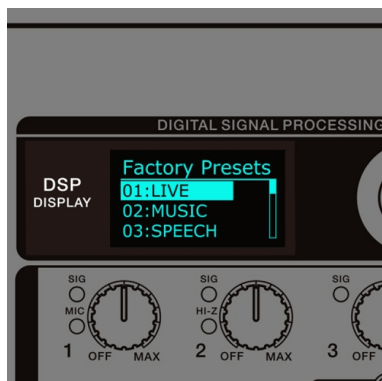 DIGITAL SIGNAL PROCESSING
DSP
DISPLAY
Factory Presets
01:LIVE
02:MUSIC
03:SPEECH
SIG
MIC
1
OFF
MAX
SIG
HI-Z
2
OFF
MAX
SIG
3
OFF